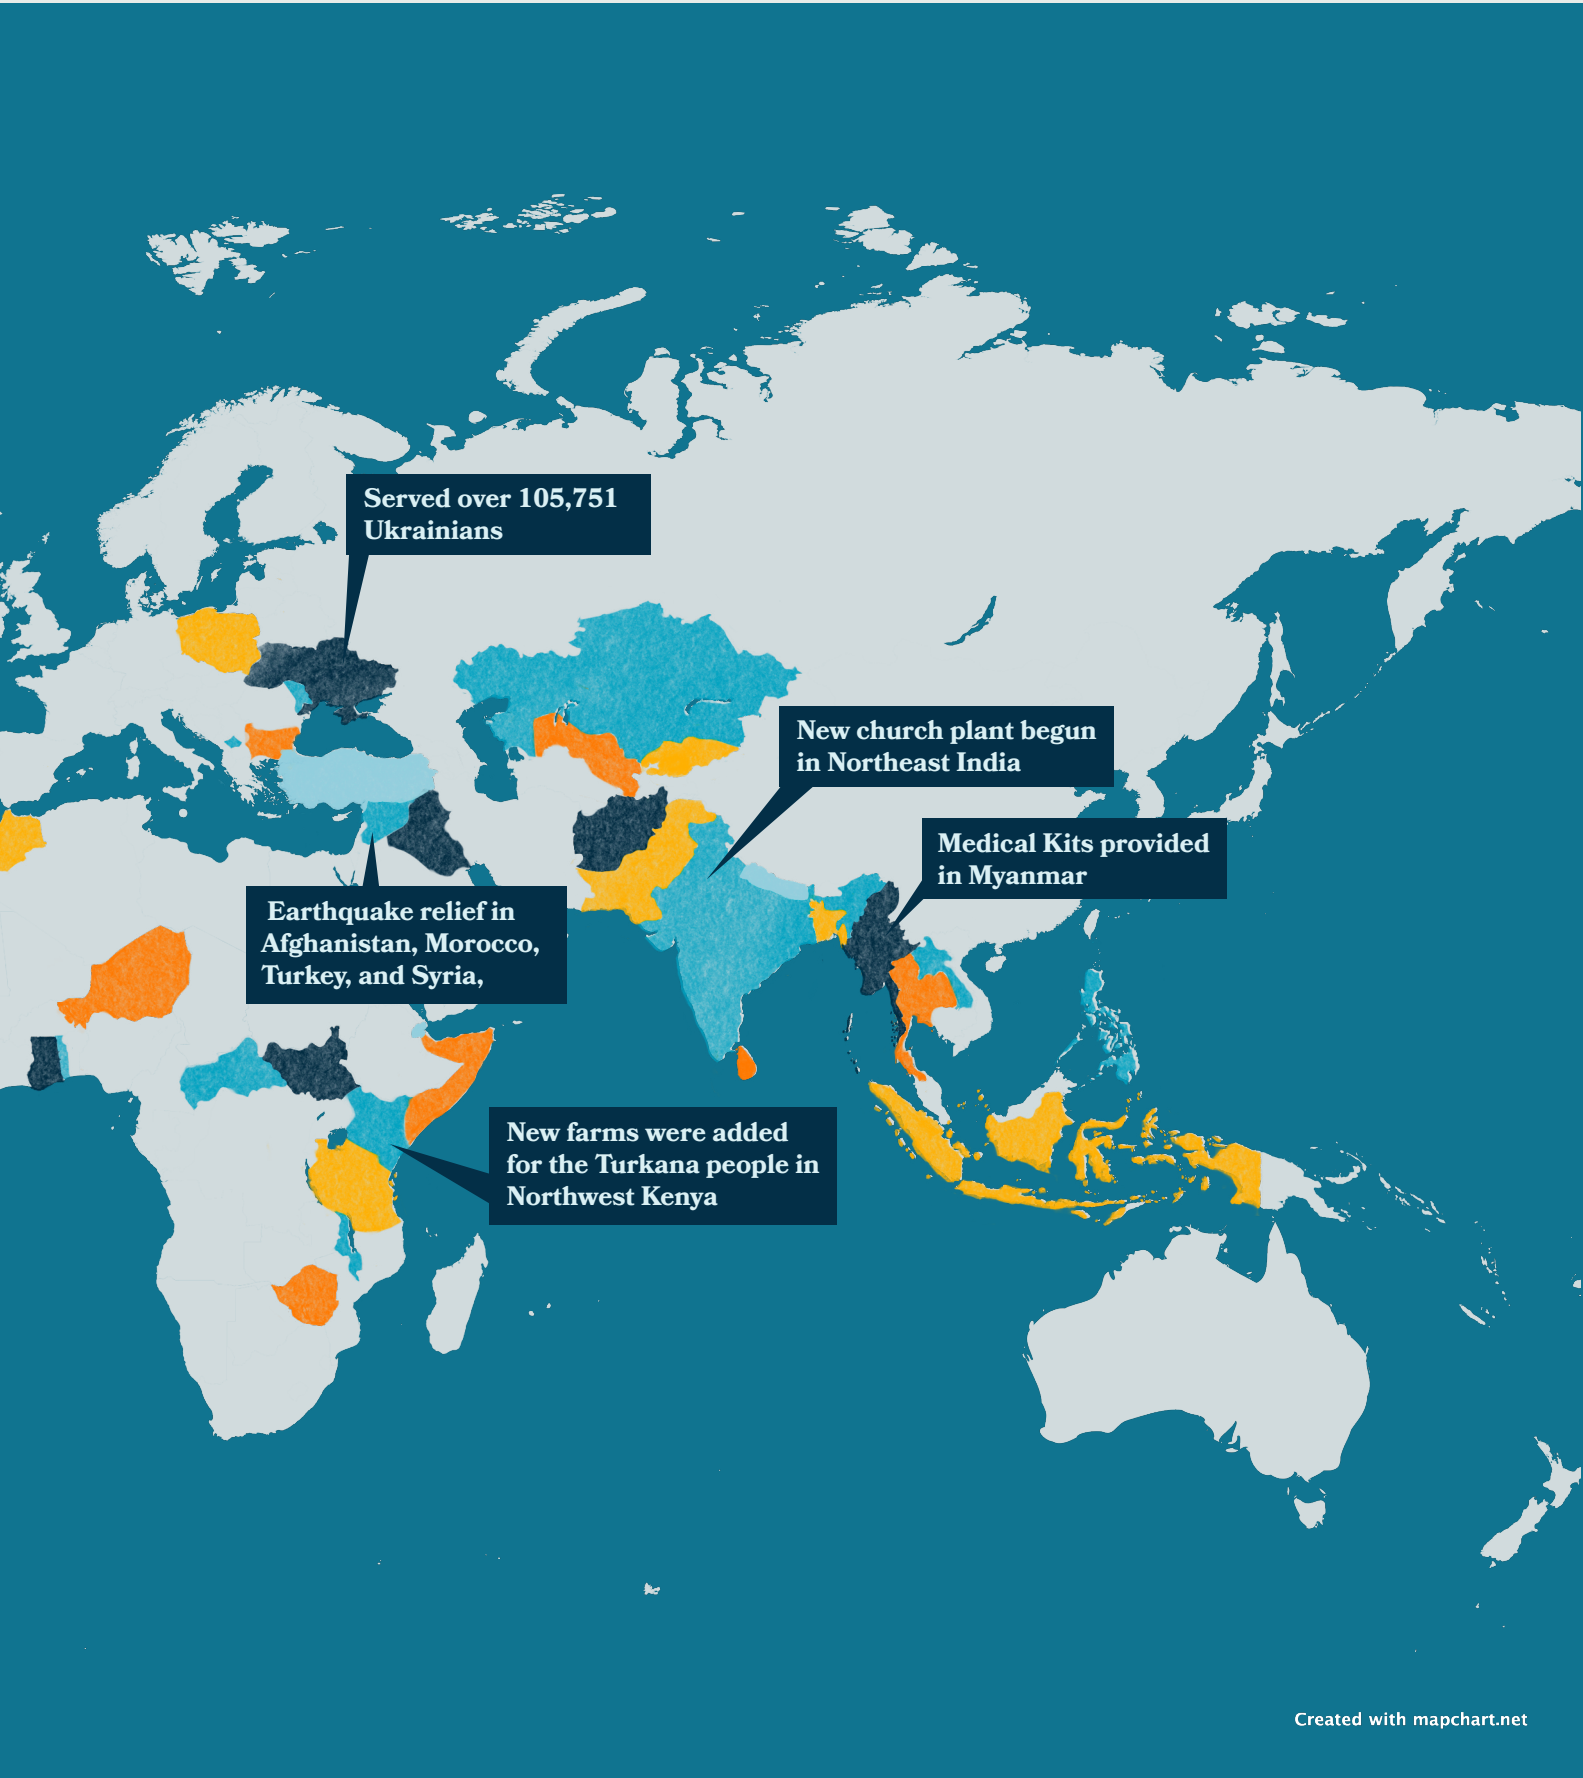 Served over 105,751
Ukrainians
New church plant begun
in Northeast India
Medical Kits provided
in Myanmar
Earthquake relief in
Afghanistan, Morocco,
Turkey, and Syria,
New farms were added
for the Turkana people in
Northwest Kenya
Created with mapchart.net